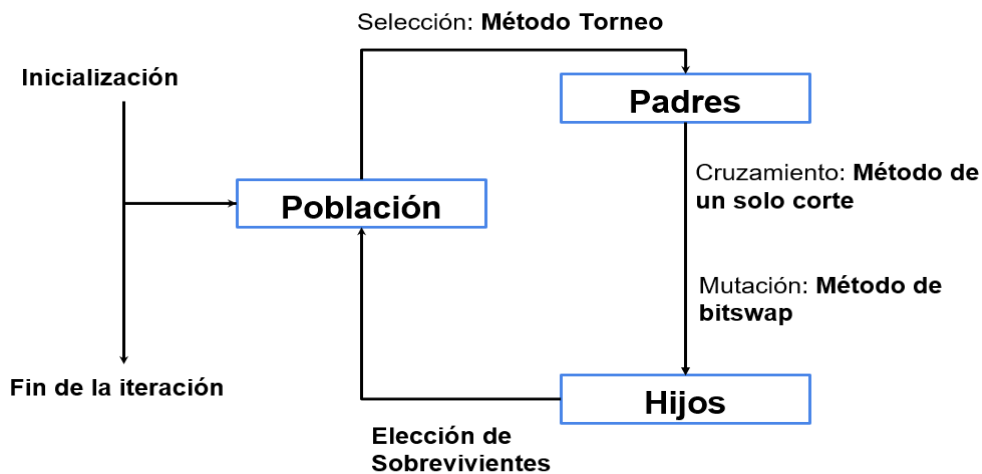 Selección: Método Torneo
Inicialización
Padres
Cruzamiento: Método de
un solo corte
Población
Mutación: Método de
bitswap
Fin de la iteración
Hijos
Elección de
Sobrevivientes